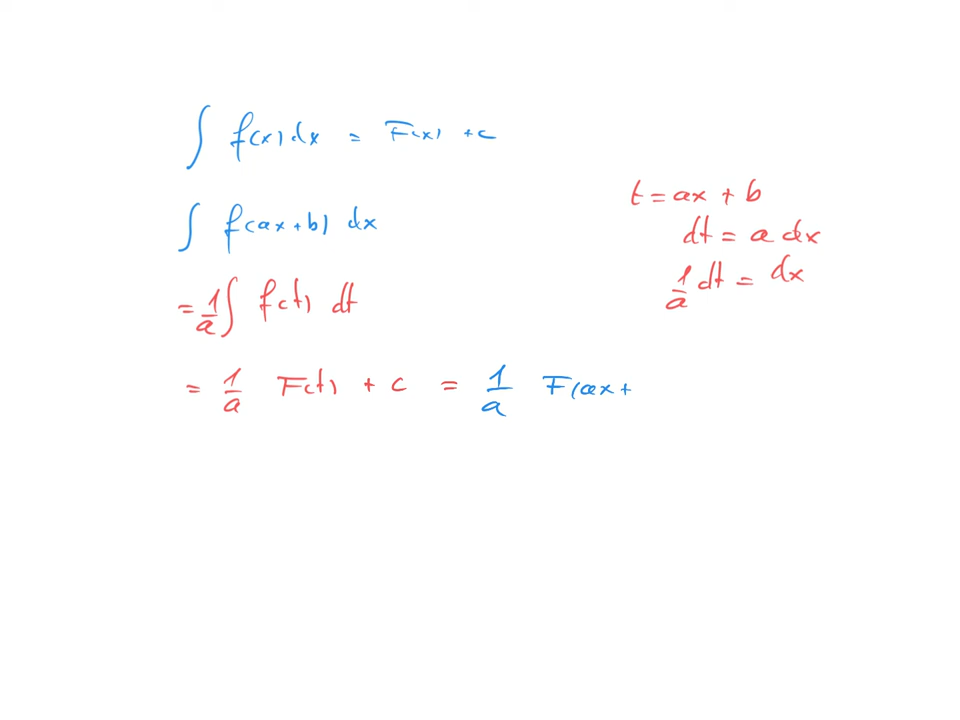 ∫ f(x) dx = F(x) + c
∫ f(ax+b) dx
= 1/a ∫ f(t) dt
= 1/a F(t) + c = 1/a F(ax+
t = ax + b
dt = a dx
1/a dt = dx